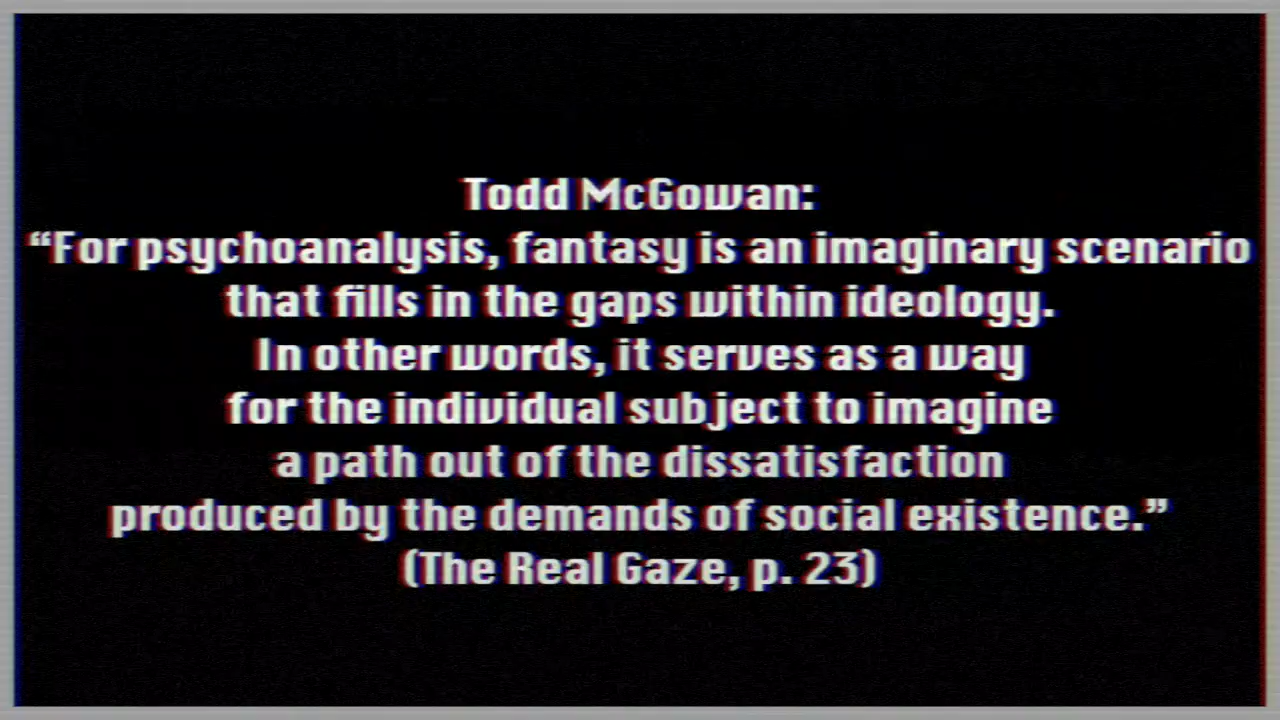 Todd McGowan:
“For psychoanalysis, fantasy is an imaginary scenario
that fills in the gaps within ideology.
In other words, it serves as a way
for the individual subject to imagine
a path out of the dissatisfaction
produced by the demands of social existence.”
(The Real Gaze, p. 23)